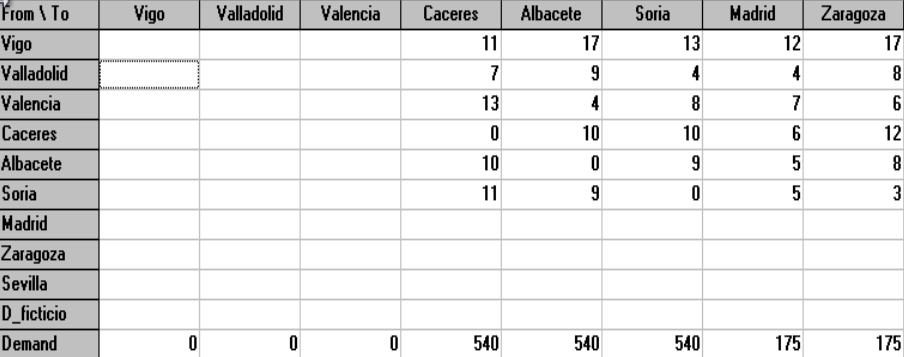 From \ To Vigo Valladolid Valencia Caceres Albacete Soria Madrid Zaragoza
Vigo 11 17 13 12 17
Valladolid 7 9 4 4 8
Valencia 13 4 8 7 6
Caceres 0 10 10 6 12
Albacete 10 0 9 5 8
Soria 11 9 0 5 3
Madrid
Zaragoza
Sevilla
D_ficticio
Demand 0 0 0 540 540 540 175 175